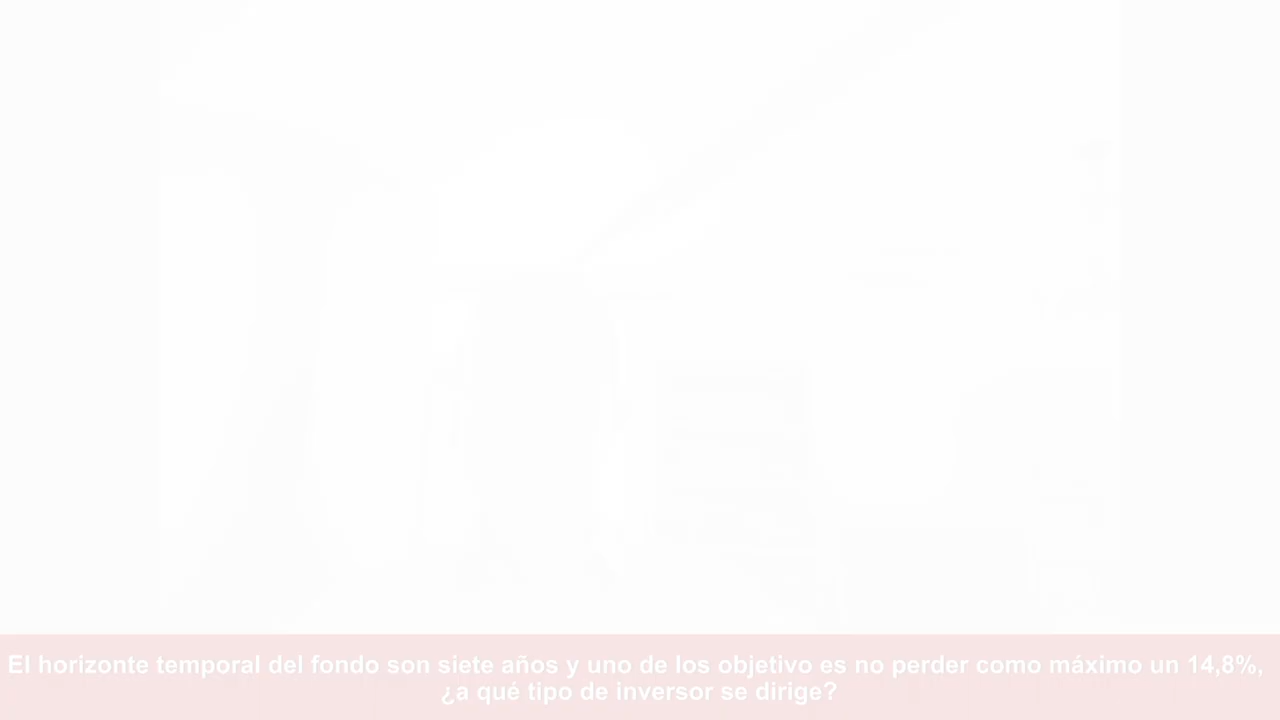 El horizonte temporal del fondo son siete años y uno de los objetivo es no perder como máximo un 14,8%,
¿a qué tipo de inversor se dirige?